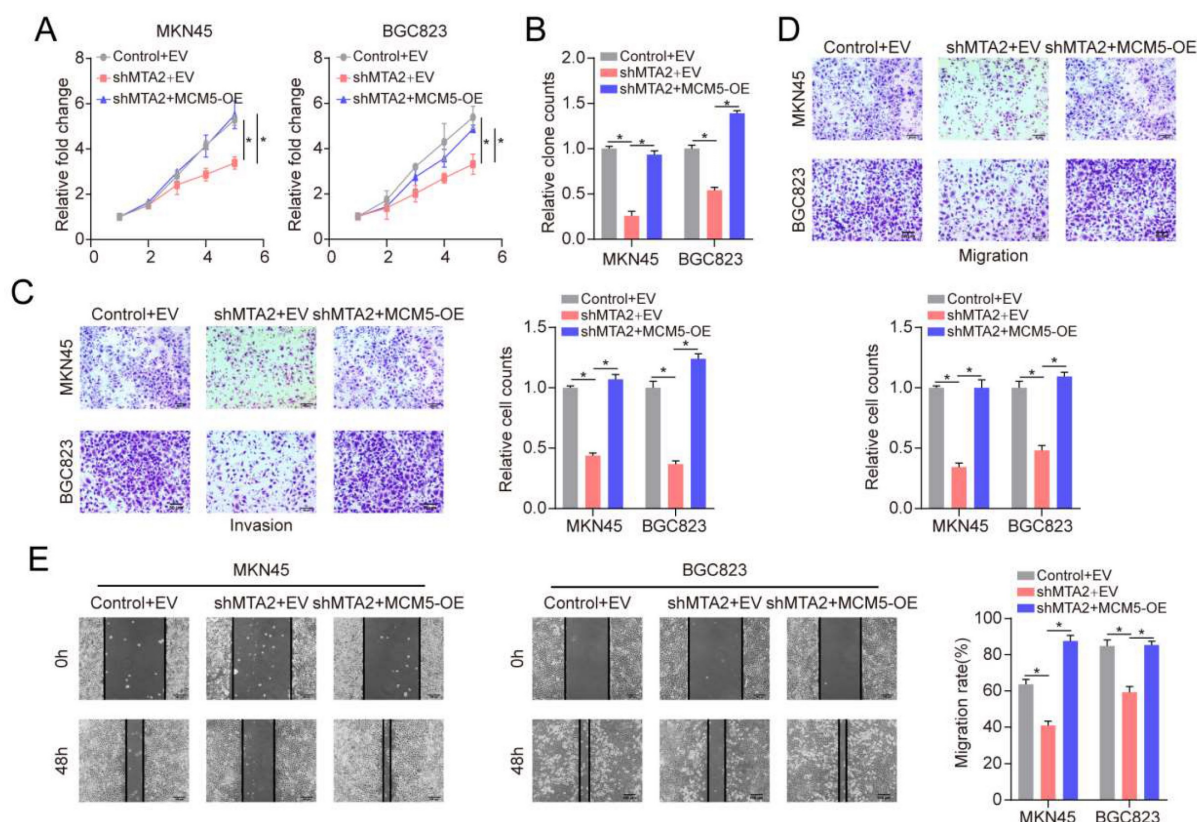 A
MKN45
Control+EV
shMTA2+EV
shMTA2+MCM5-OE
Relative fold change
8
6
4
2
0
0 2 4 6
*
*
BGC823
Control+EV
shMTA2+EV
shMTA2+MCM5-OE
Relative fold change
8
6
4
2
0
0 2 4 6
*
*
B
Control+EV
shMTA2+EV
shMTA2+MCM5-OE
Relative clone counts
2.0
1.5
1.0
0.5
0.0
* * * *
MKN45 BGC823
D
Control+EV shMTA2+EV shMTA2+MCM5-OE
MKN45
BGC823
Migration
C
Control+EV shMTA2+EV shMTA2+MCM5-OE
MKN45
BGC823
Invasion
Control+EV
shMTA2+EV
shMTA2+MCM5-OE
Relative cell counts
1.5
1.0
0.5
0.0
* * * *
MKN45 BGC823
Control+EV
shMTA2+EV
shMTA2+MCM5-OE
Relative cell counts
1.5
1.0
0.5
0.0
* * * *
MKN45 BGC823
E
MKN45
Control+EV shMTA2+EV shMTA2+MCM5-OE
0h
48h
BGC823
Control+EV shMTA2+EV shMTA2+MCM5-OE
0h
48h
Control+EV
shMTA2+EV
shMTA2+MCM5-OE
Migration rate(%)
100
80
60
40
20
0
* * * *
MKN45 BGC823